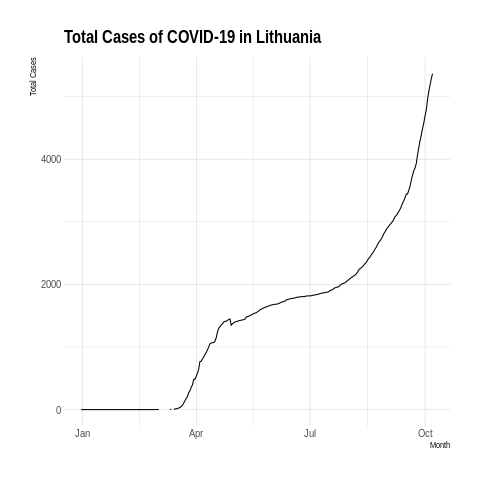 Total Cases of COVID-19 in Lithuania
Total Cases
4000
2000
0
Jan
Apr
Jul
Oct
Month